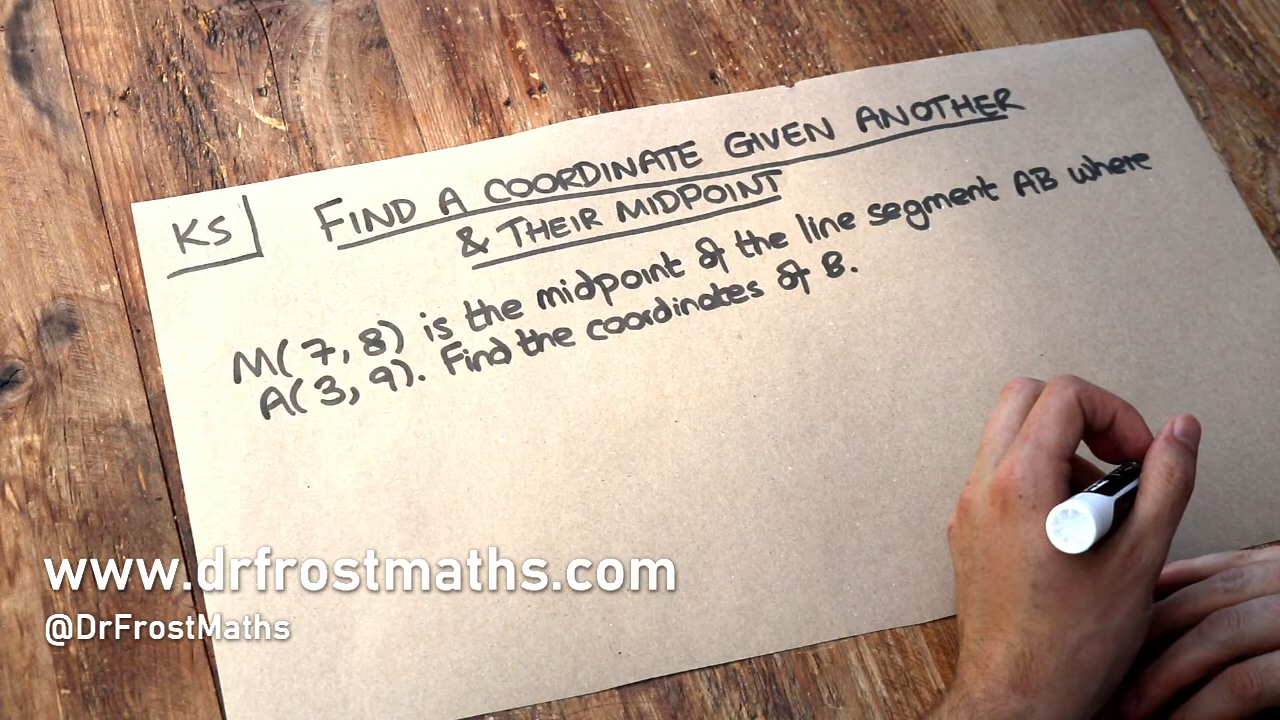 KS
FIND A COORDINATE GIVEN ANOTHER
& THEIR MIDPOINT
M(7,8) is the midpoint of the line segment AB where
A(3,9). Find the coordinates of B.
www.drfrostmaths.com
@DrFrostMaths